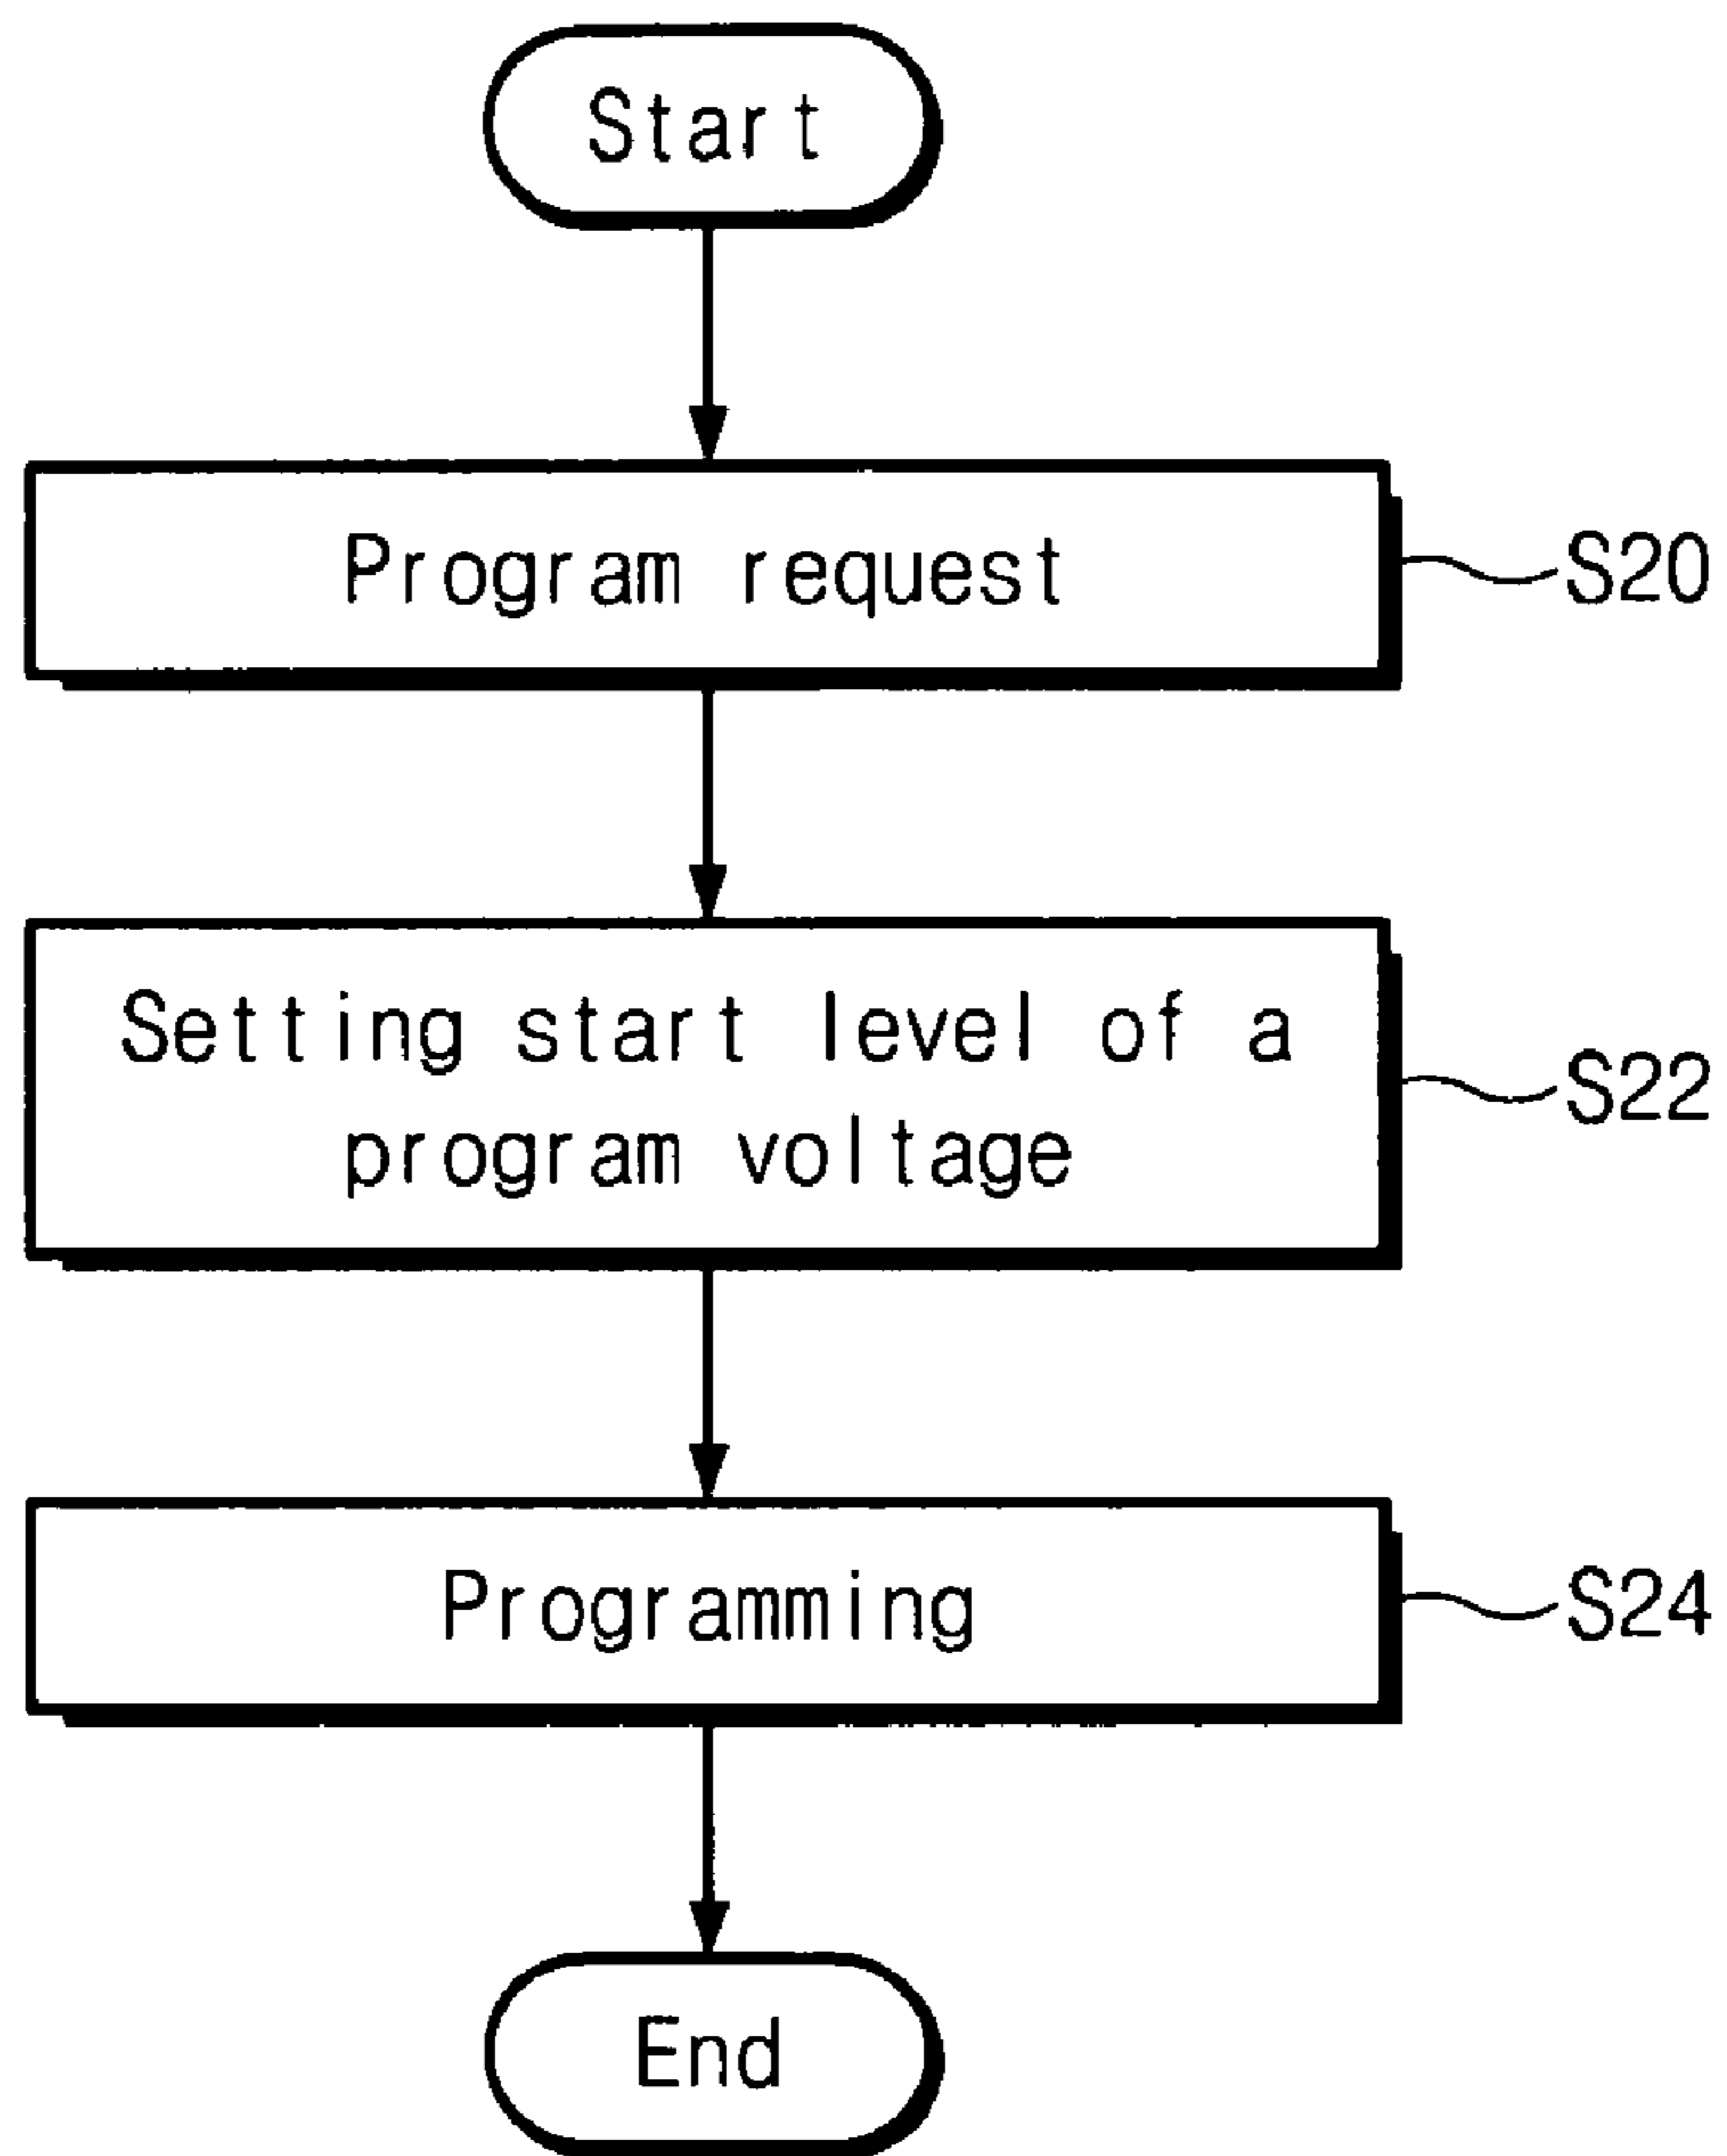 Start
Program request
S20
Setting start level of a
program voltage
S22
Programming
S24
End